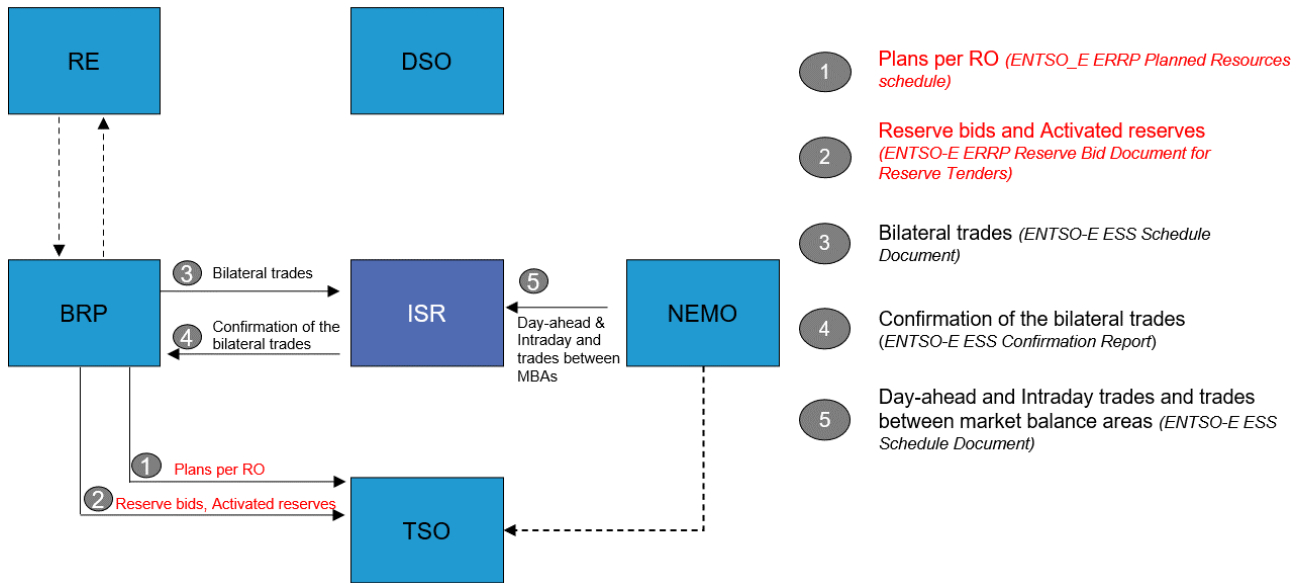 RE
DSO
BRP
ISR
NEMO
TSO
3
Bilateral trades
4
Confirmation of the
bilateral trades
5
Day-ahead &
Intraday and
trades between
MBAs
1
Plans per RO
2
Reserve bids, Activated reserves
1
Plans per RO (ENTSO_E ERRP Planned Resources
schedule)
2
Reserve bids and Activated reserves
(ENTSO-E ERRP Reserve Bid Document for
Reserve Tenders)
3
Bilateral trades (ENTSO-E ESS Schedule
Document)
4
Confirmation of the bilateral trades
(ENTSO-E ESS Confirmation Report)
5
Day-ahead and Intraday trades and trades
between market balance areas (ENTSO-E ESS
Schedule Document)